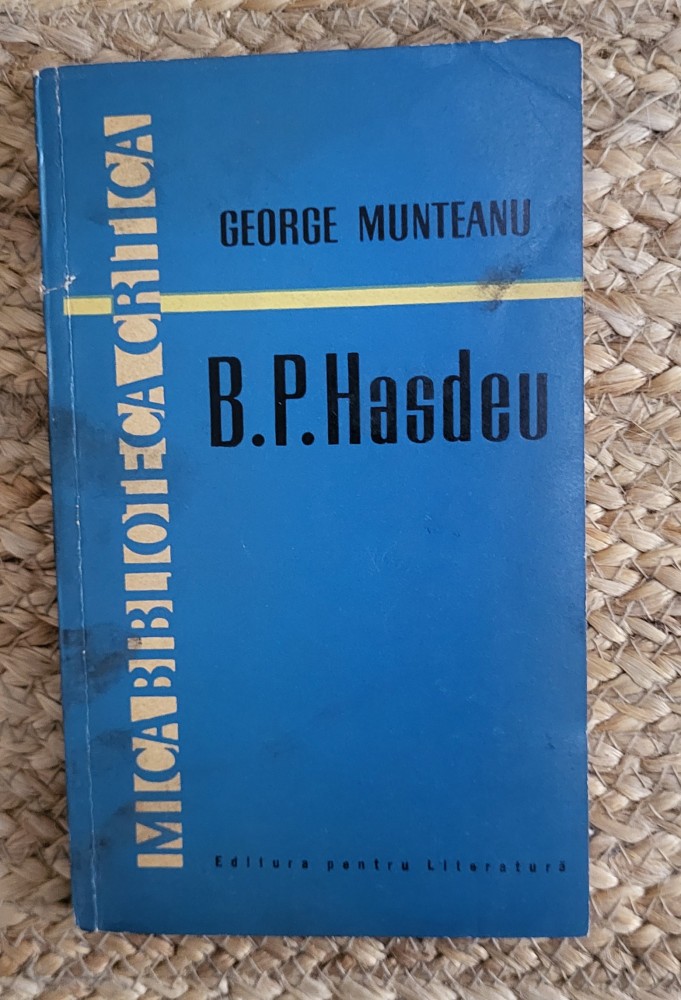 GEORGE MUNTEANU
B.P. Hasdeu
MICA BIBLIOTECA CRITICA
Editura pentru Literatură